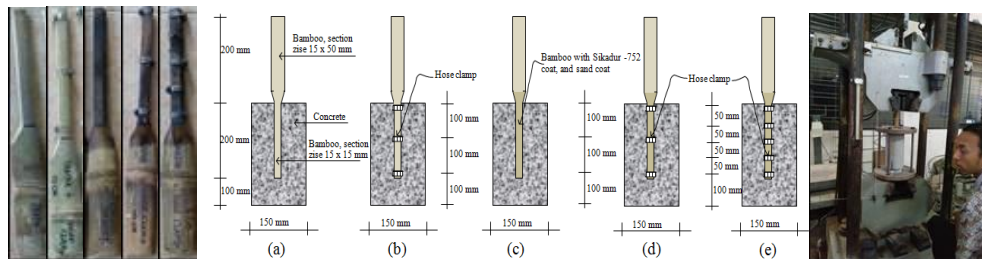 200 mm
200 mm
100 mm
Bamboo, section
zise 15 x 50 mm
Concrete
Bamboo, section
zise 15 x 15 mm
150 mm
(a)
Hose clamp
100 mm
100 mm
100 mm
150 mm
(b)
Bamboo with Sikadur -752
coat, and sand coat
150 mm
(c)
Hose clamp
100 mm
100 mm
100 mm
150 mm
(d)
50 mm
50 mm
50 mm
50 mm
100 mm
150 mm
(e)